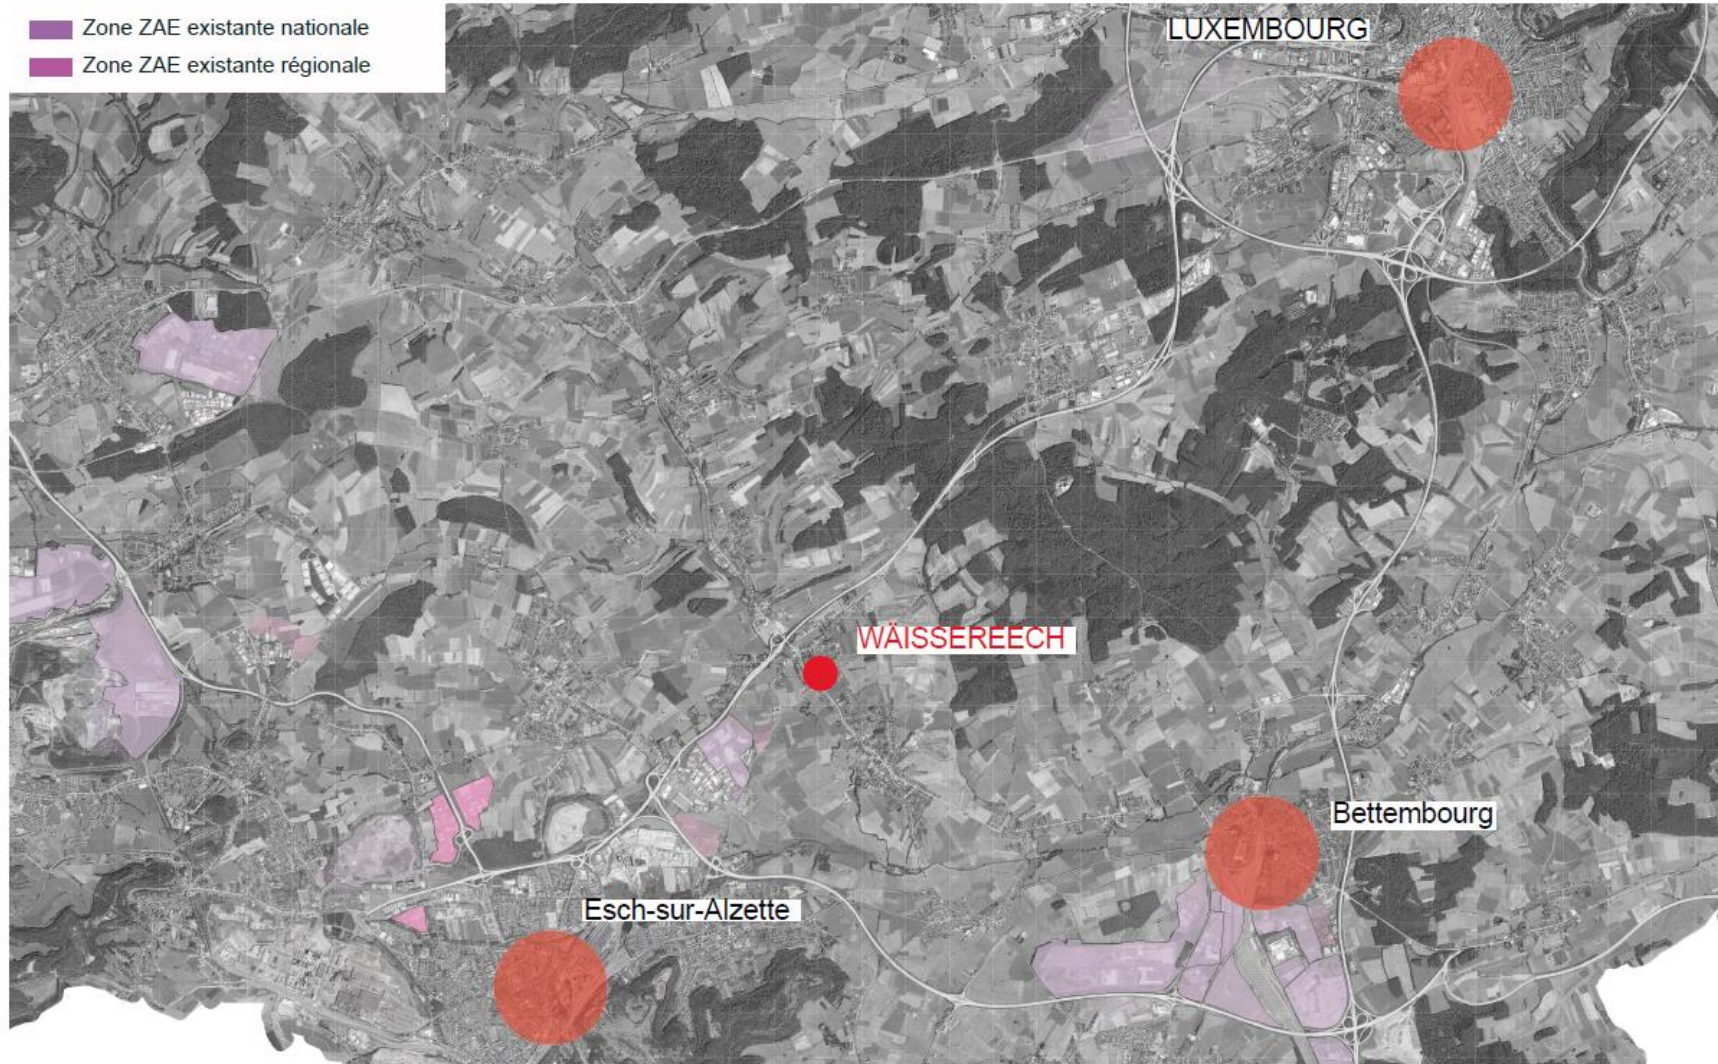 Zone ZAE existante nationale
Zone ZAE existante régionale
LUXEMBOURG
WÄISSEREECH
Bettembourg
Esch-sur-Alzette